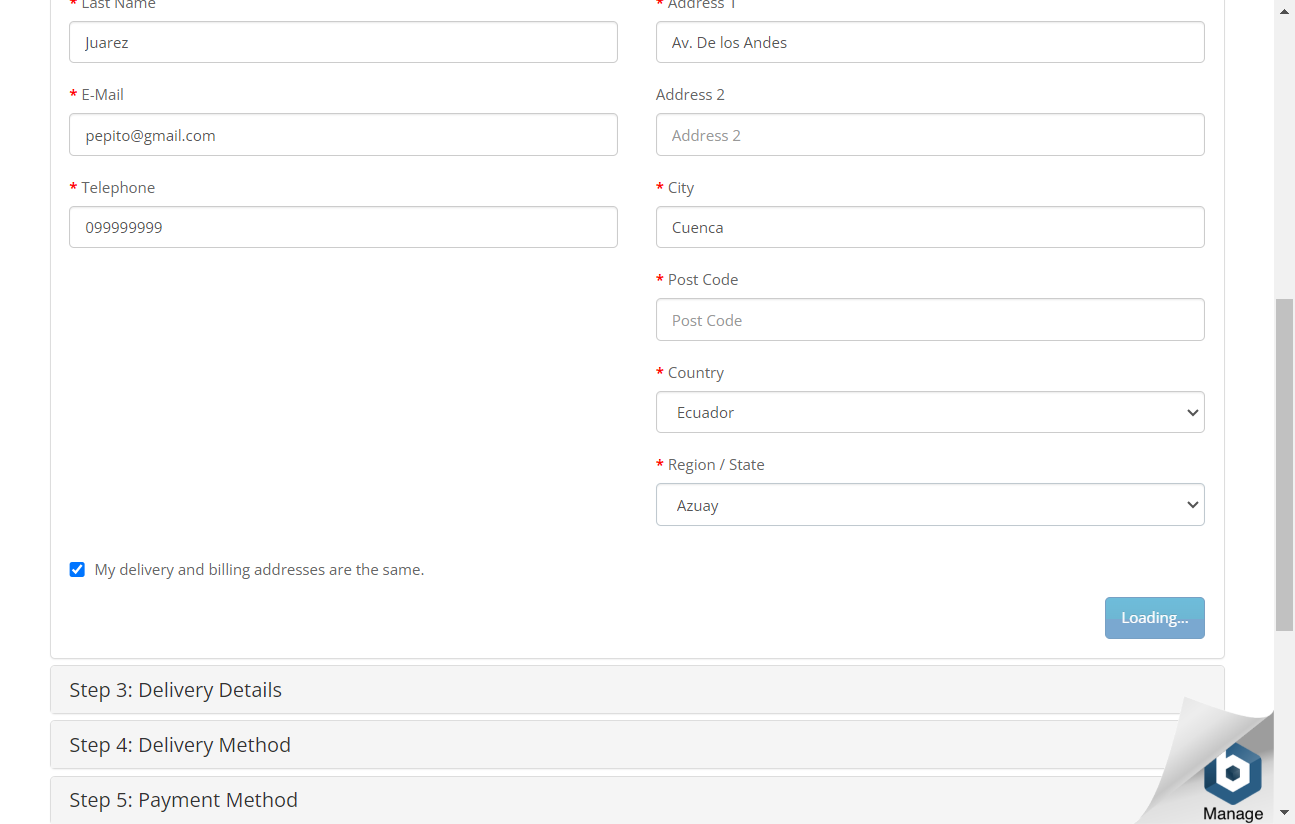 * Last Name
Juarez
* E-Mail
pepito@gmail.com
* Telephone
099999999
* Address 1
Av. De los Andes
Address 2
Address 2
* City
Cuenca
* Post Code
Post Code
* Country
Ecuador
* Region / State
Azuay
My delivery and billing addresses are the same.
Loading...
Step 3: Delivery Details
Step 4: Delivery Method
Step 5: Payment Method
b
Manage